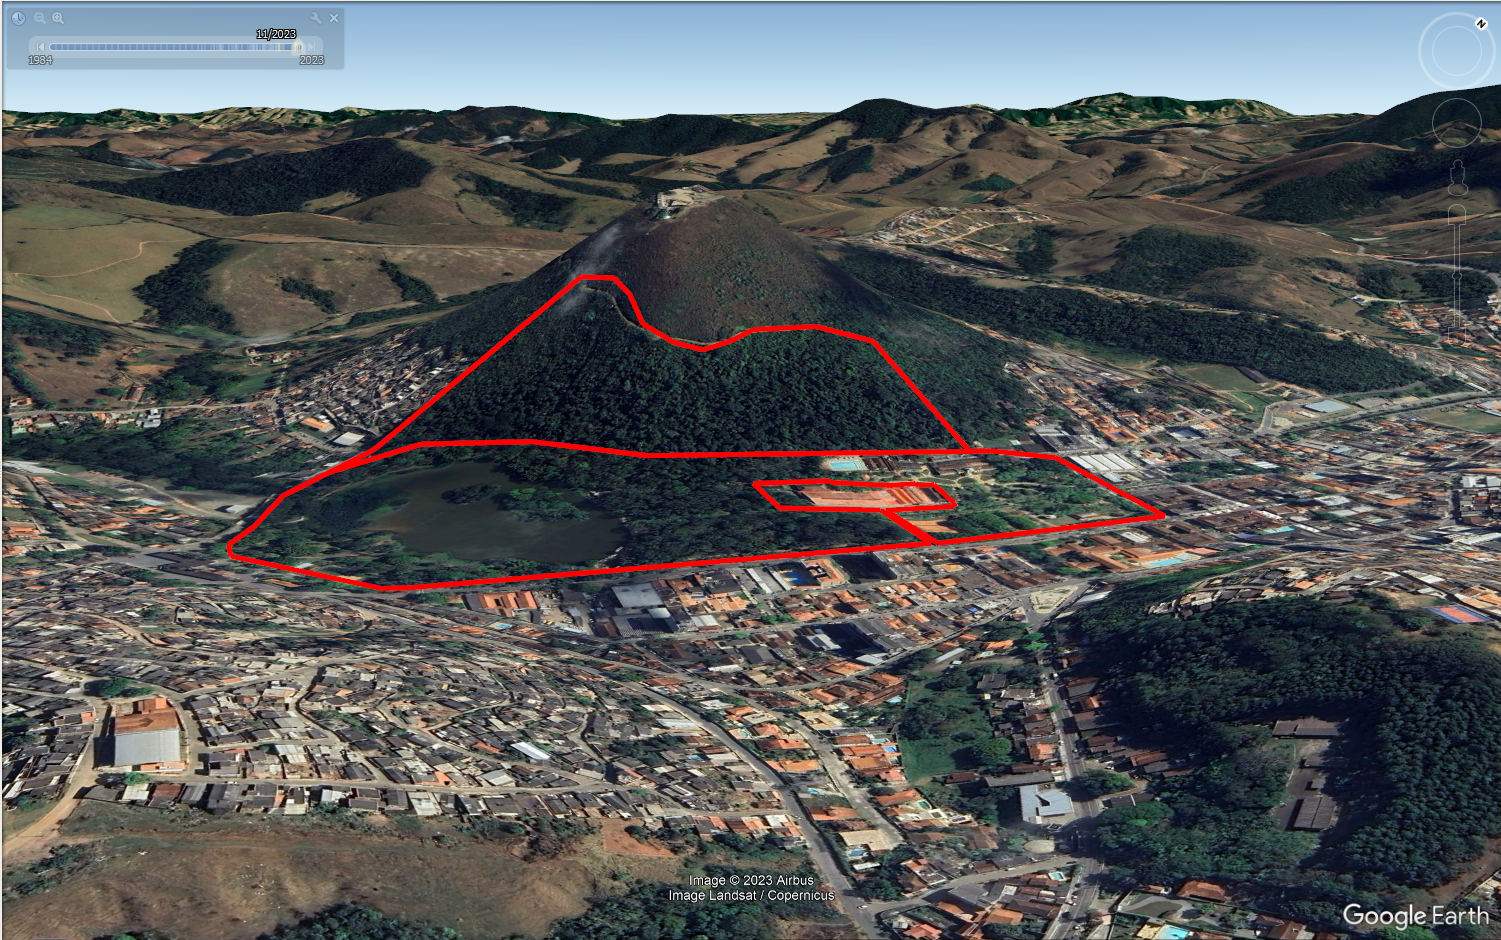 11/2023
1984
2023
N
Image © 2023 Airbus
Image Landsat / Copernicus
Google Earth